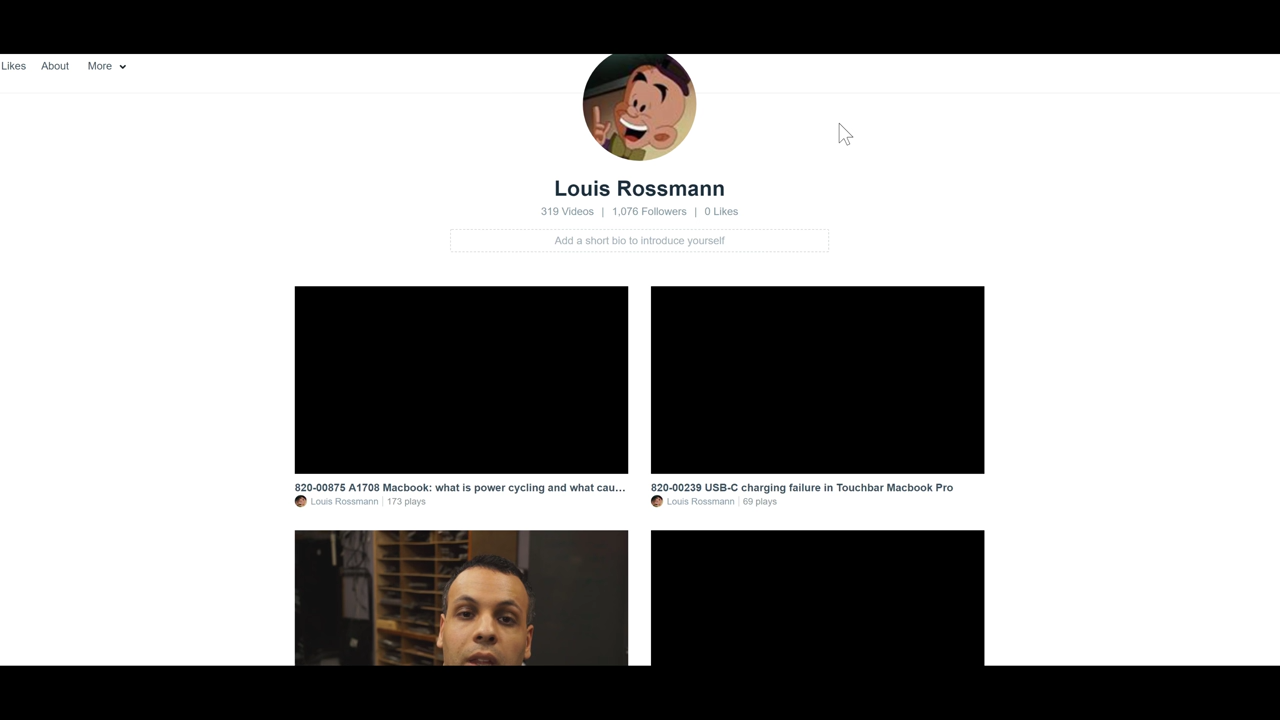 Likes About More
Louis Rossmann
319 Videos | 1,076 Followers | 0 Likes
Add a short bio to introduce yourself
820-00875 A1708 Macbook: what is power cycling and what cau...
Louis Rossmann | 173 plays
820-00239 USB-C charging failure in Touchbar Macbook Pro
Louis Rossmann | 69 plays